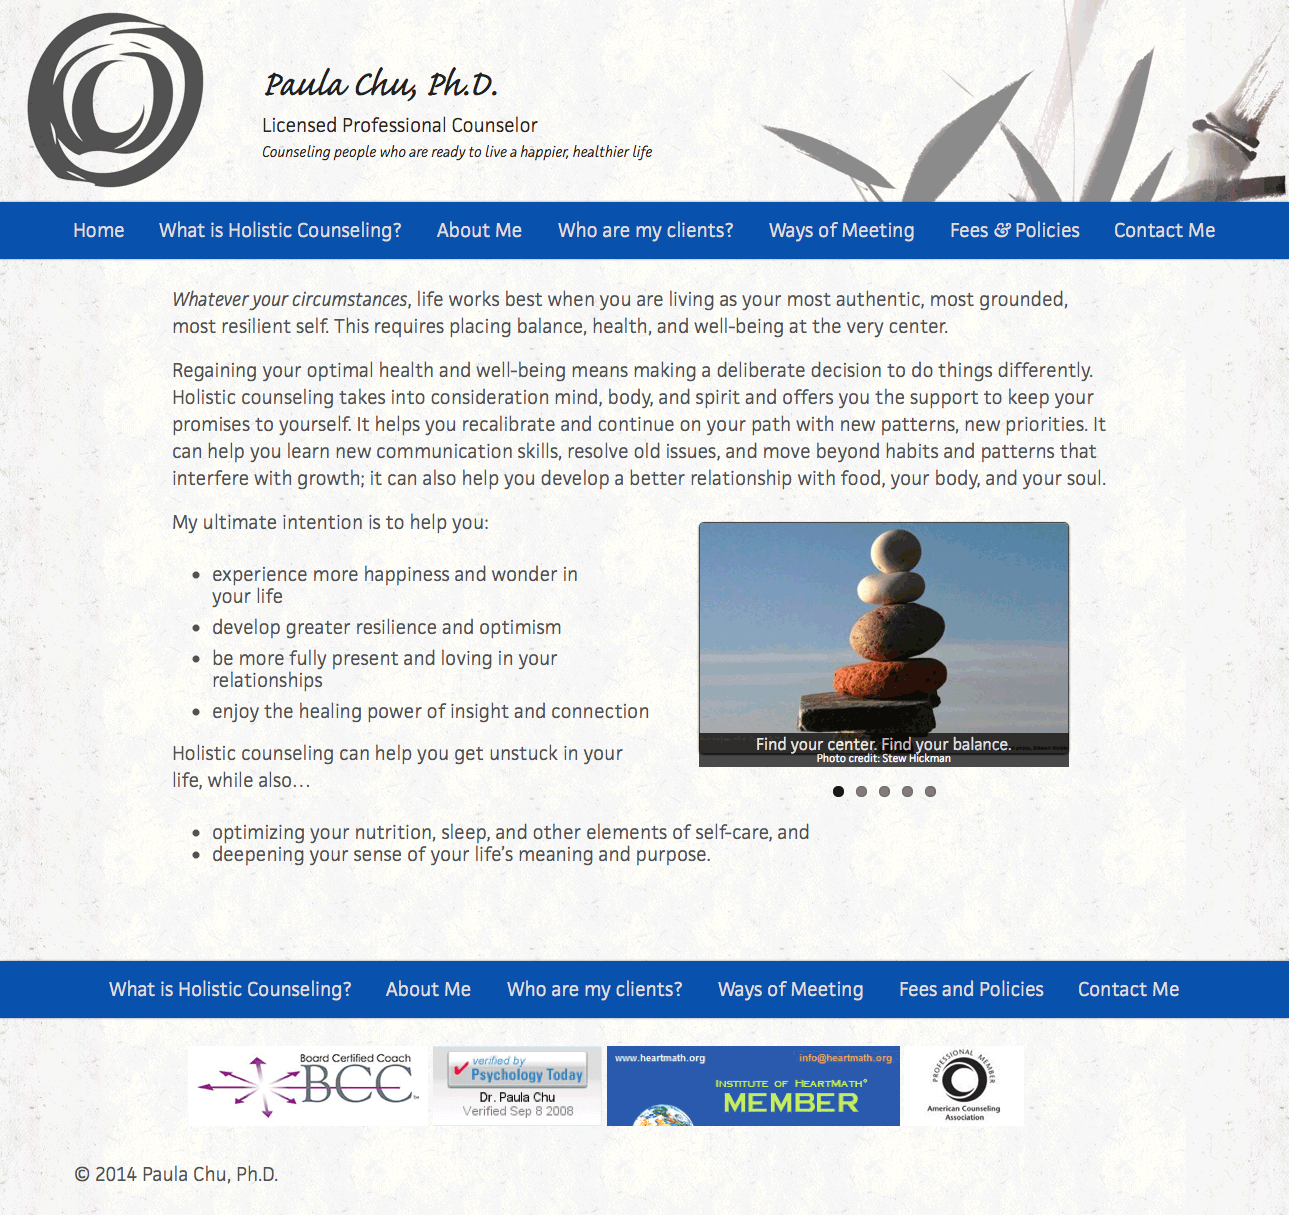 Paula Chu, Ph.D.
Licensed Professional Counselor
Counseling people who are ready to live a happier, healthier life
Home What is Holistic Counseling? About Me Who are my clients? Ways of Meeting Fees & Policies Contact Me
Whatever your circumstances, life works best when you are living as your most authentic, most grounded,
most resilient self. This requires placing balance, health, and well-being at the very center.
Regaining your optimal health and well-being means making a deliberate decision to do things differently.
Holistic counseling takes into consideration mind, body, and spirit and offers you the support to keep your
promises to yourself. It helps you recalibrate and continue on your path with new patterns, new priorities. It
can help you learn new communication skills, resolve old issues, and move beyond habits and patterns that
interfere with growth; it can also help you develop a better relationship with food, your body, and your soul.
My ultimate intention is to help you:
• experience more happiness and wonder in
your life
• develop greater resilience and optimism
• be more fully present and loving in your
relationships
• enjoy the healing power of insight and connection
Find your center. Find your balance.
Photo credit: Stew Hickman
Holistic counseling can help you get unstuck in your
life, while also…
• optimizing your nutrition, sleep, and other elements of self-care, and
• deepening your sense of your life's meaning and purpose.
What is Holistic Counseling? About Me Who are my clients? Ways of Meeting Fees and Policies Contact Me
Board Certified Coach
BCC
verified by
Psychology Today
Dr. Paula Chu
Verified Sep 8 2008
www.heartmath.org info@heartmath.org
INSTITUTE OF HEARTMATH®
MEMBER
PROFESSIONAL MEMBER
American Counseling
Association
© 2014 Paula Chu, Ph.D.